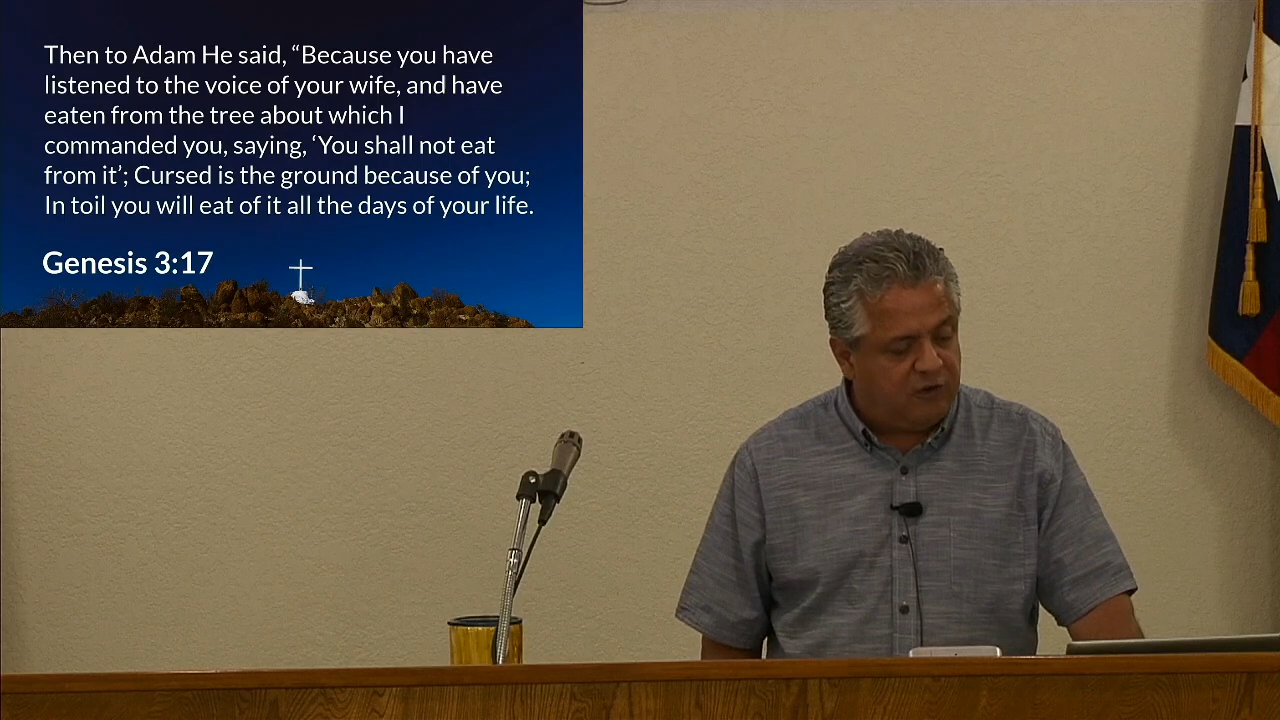 Then to Adam He said, “Because you have
listened to the voice of your wife, and have
eaten from the tree about which I
commanded you, saying, ‘You shall not eat
from it’; Cursed is the ground because of you;
In toil you will eat of it all the days of your life.
Genesis 3:17